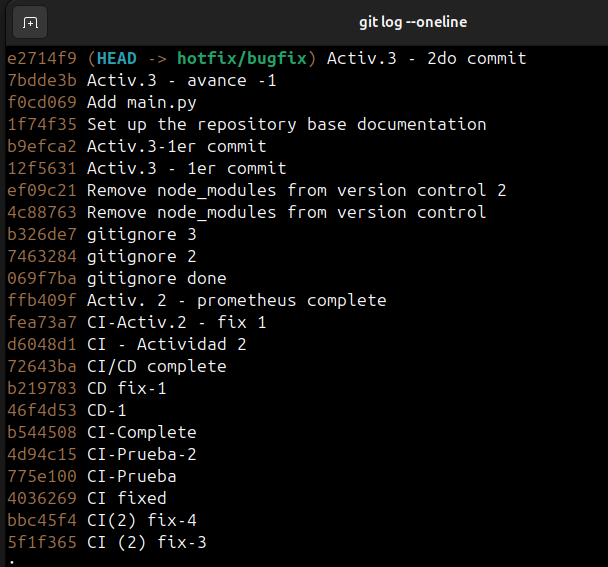 git log --oneline
e2714f9 (HEAD -> hotfix/bugfix) Activ.3 - 2do commit
7bdde3b Activ.3 - avance -1
f0cd069 Add main.py
1f74f35 Set up the repository base documentation
b9efca2 Activ.3-1er commit
12f5631 Activ.3 - 1er commit
ef09c21 Remove node_modules from version control 2
4c88763 Remove node_modules from version control
b326de7 gitignore 3
7463284 gitignore 2
069f7ba gitignore done
ffb409f Activ. 2 - prometheus complete
fea73a7 CI-Activ.2 - fix 1
d6048d1 CI - Actividad 2
72643ba CI/CD complete
b219783 CD fix-1
46f4d53 CD-1
b544508 CI-Complete
4d94c15 CI-Prueba-2
775e100 CI-Prueba
4036269 CI fixed
bbc45f4 CI(2) fix-4
5f1f365 CI (2) fix-3